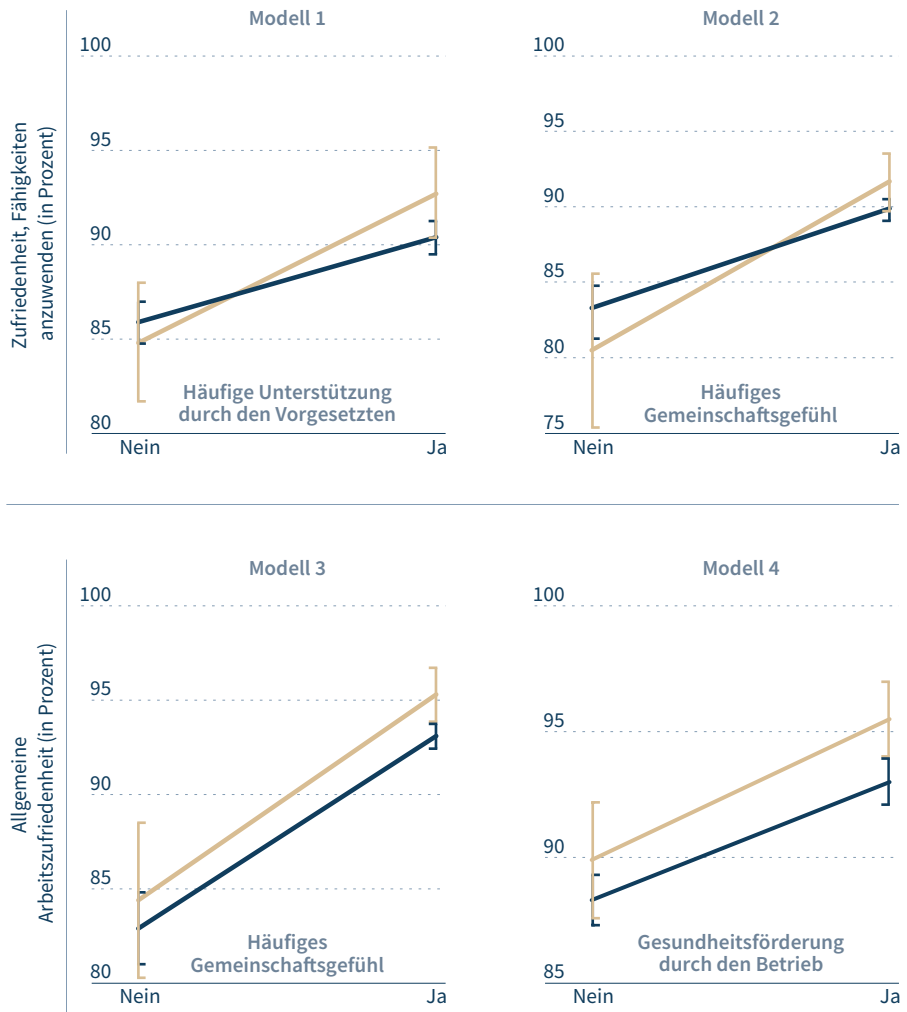 Zufriedenheit, Fähigkeiten
anzuwenden (in Prozent)
Modell 1
100
95
90
85
80
Häufige Unterstützung
durch den Vorgesetzten
Nein
Ja
Modell 2
100
95
90
85
80
75
Häufiges
Gemeinschaftsgefühl
Nein
Ja
Allgemeine
Arbeitszufriedenheit (in Prozent)
Modell 3
100
95
90
85
80
Häufiges
Gemeinschaftsgefühl
Nein
Ja
Modell 4
100
95
90
85
Gesundheitsförderung
durch den Betrieb
Nein
Ja